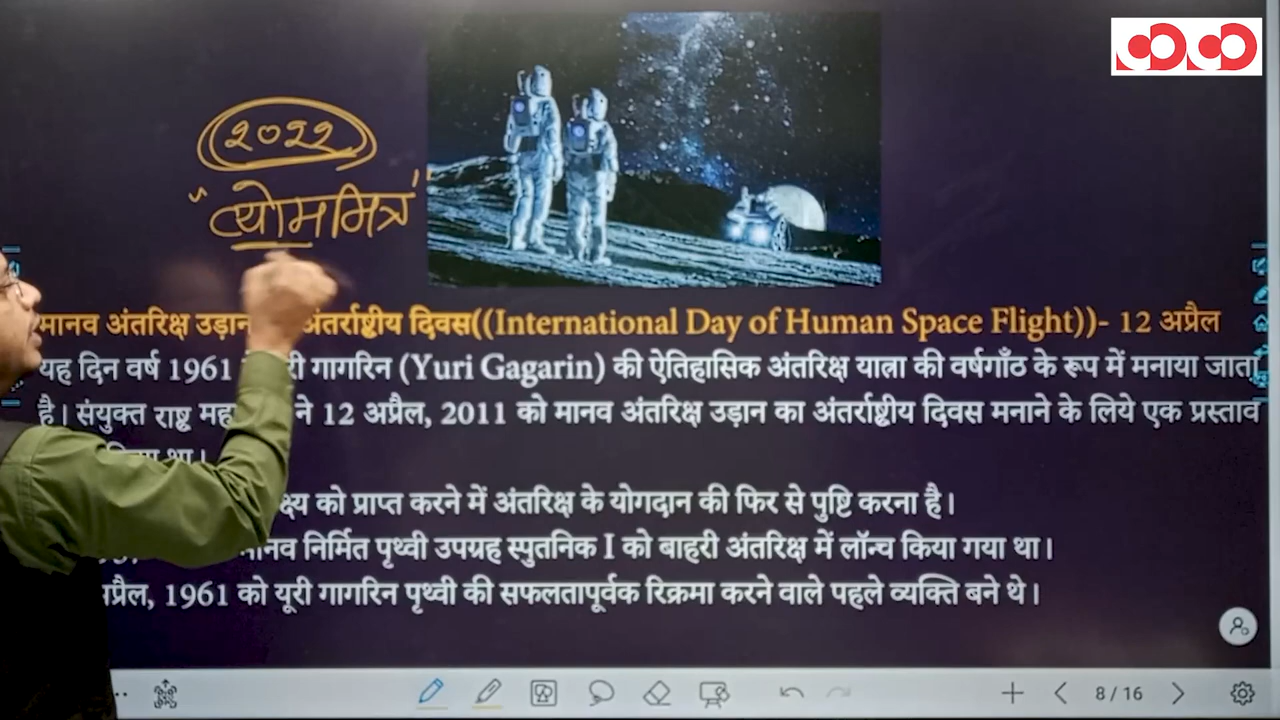 २०२२
"व्योममित्र"
मानव अंतरिक्ष उड़ान अंतर्राष्ट्रीय दिवस((International Day of Human Space Flight))- 12 अप्रैल
यह दिन वर्ष 1961 गागरिन (Yuri Gagarin) की ऐतिहासिक अंतरिक्ष यात्रा की वर्षगाँठ के रूप में मनाया जाता
है। संयुक्त राष्ट्र ने 12 अप्रैल, 2011 को मानव अंतरिक्ष उड़ान का अंतर्राष्ट्रीय दिवस मनाने के लिये एक प्रस्ताव
था।
को प्राप्त करने में अंतरिक्ष के योगदान की फिर से पुष्टि करना है।
मानव निर्मित पृथ्वी उपग्रह स्पुतनिक I को बाहरी अंतरिक्ष में लॉन्च किया गया था।
1961 को यूरी गागरिन पृथ्वी की सफलतापूर्वक रिक्रमा करने वाले पहले व्यक्ति बने थे।
8 / 16